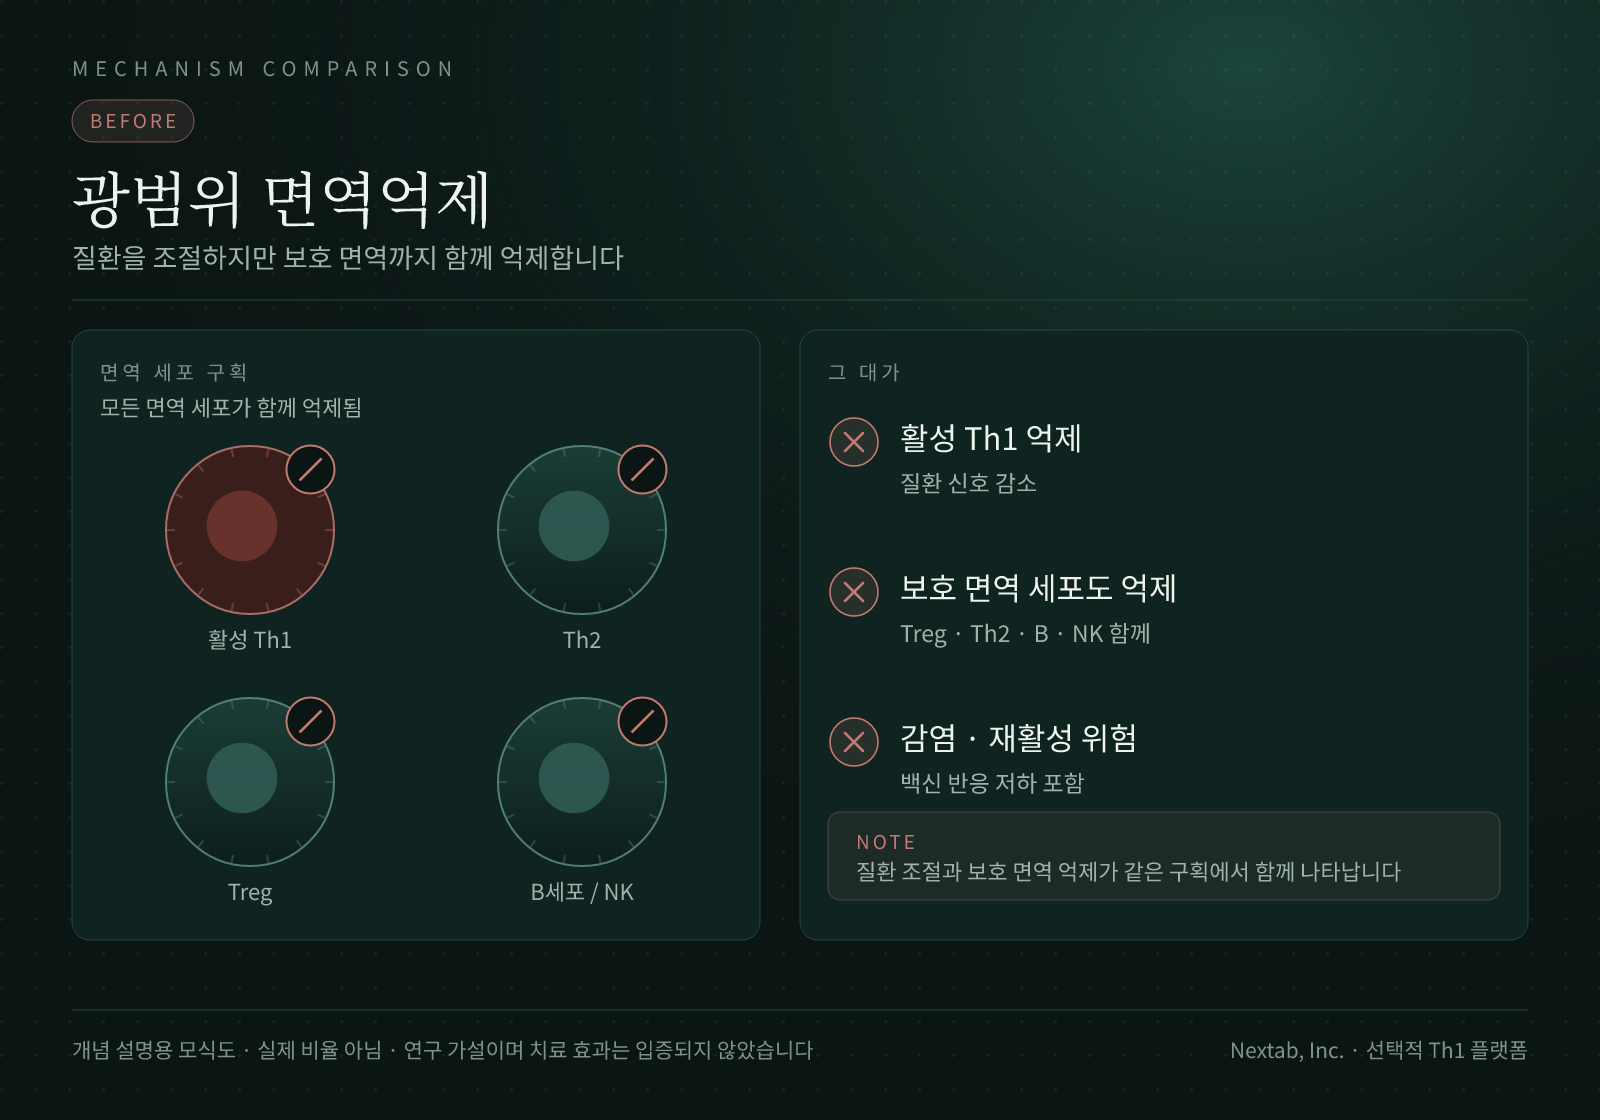 MECHANISM COMPARISON
BEFORE
광범위 면역억제
질환을 조절하지만 보호 면역까지 함께 억제합니다
면역 세포 구획
모든 면역 세포가 함께 억제됨
활성 Th1
Th2
Treg
B세포 / NK
그 대가
활성 Th1 억제
질환 신호 감소
보호 면역 세포도 억제
Treg · Th2 · B · NK 함께
감염 · 재활성 위험
백신 반응 저하 포함
NOTE
질환 조절과 보호 면역 억제가 같은 구획에서 함께 나타납니다
개념 설명용 모식도 · 실제 비율 아님 · 연구 가설이며 치료 효과는 입증되지 않았습니다
Nextab, Inc. · 선택적 Th1 플랫폼